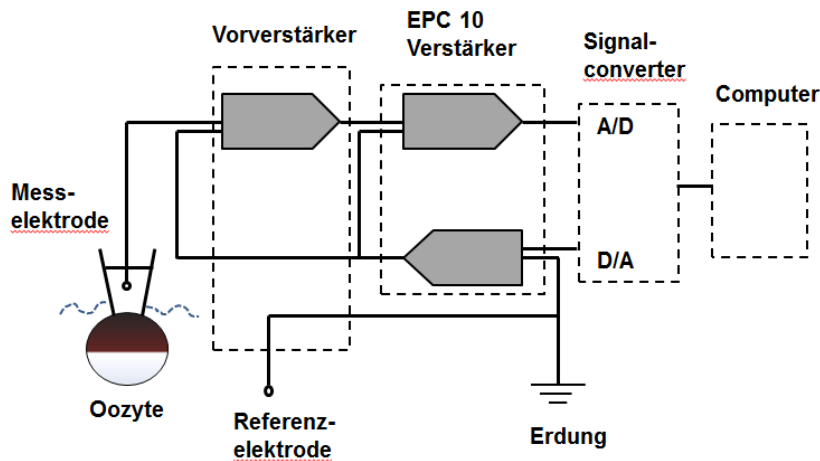 Vorverstärker
EPC 10
Verstärker
Signal-
converter
Computer
A/D
Mess-
elektrode
D/A
Oozyte
Referenz-
elektrode
Erdung